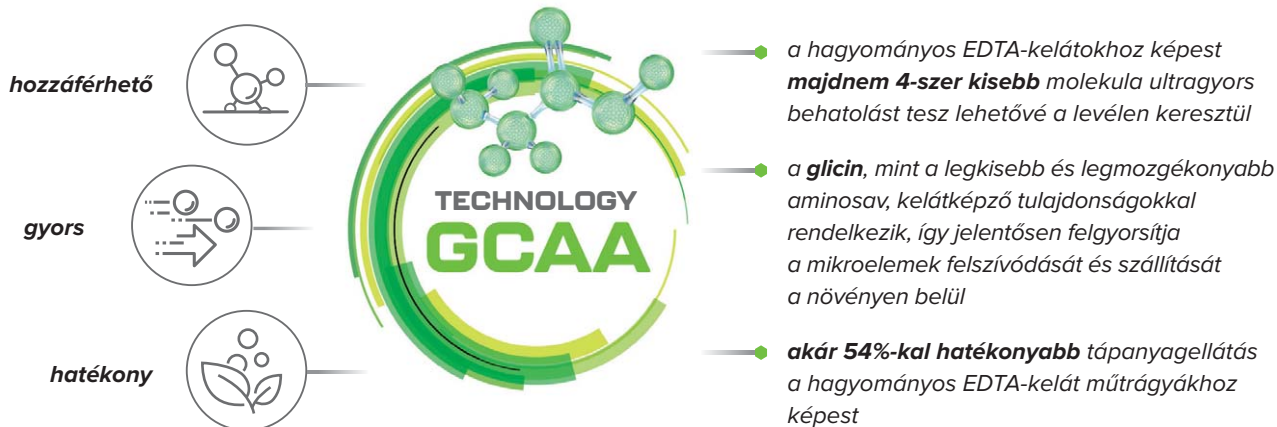 hozzáférhető
gyors
hatékony
TECHNOLOGY
GCAA
a hagyományos EDTA-kelátokhoz képest
majdnem 4-szer kisebb molekula ultragyors
behatolást tesz lehetővé a levélen keresztül
a glicin, mint a legkisebb és legmozgékonyabb
aminosav, kelátképző tulajdonságokkal
rendelkezik, így jelentősen felgyorsítja
a mikroelemek felszívódását és szállítását
a növényen belül
akár 54%-kal hatékonyabb tápanyagellátás
a hagyományos EDTA-kelát műtrágyákhoz
képest